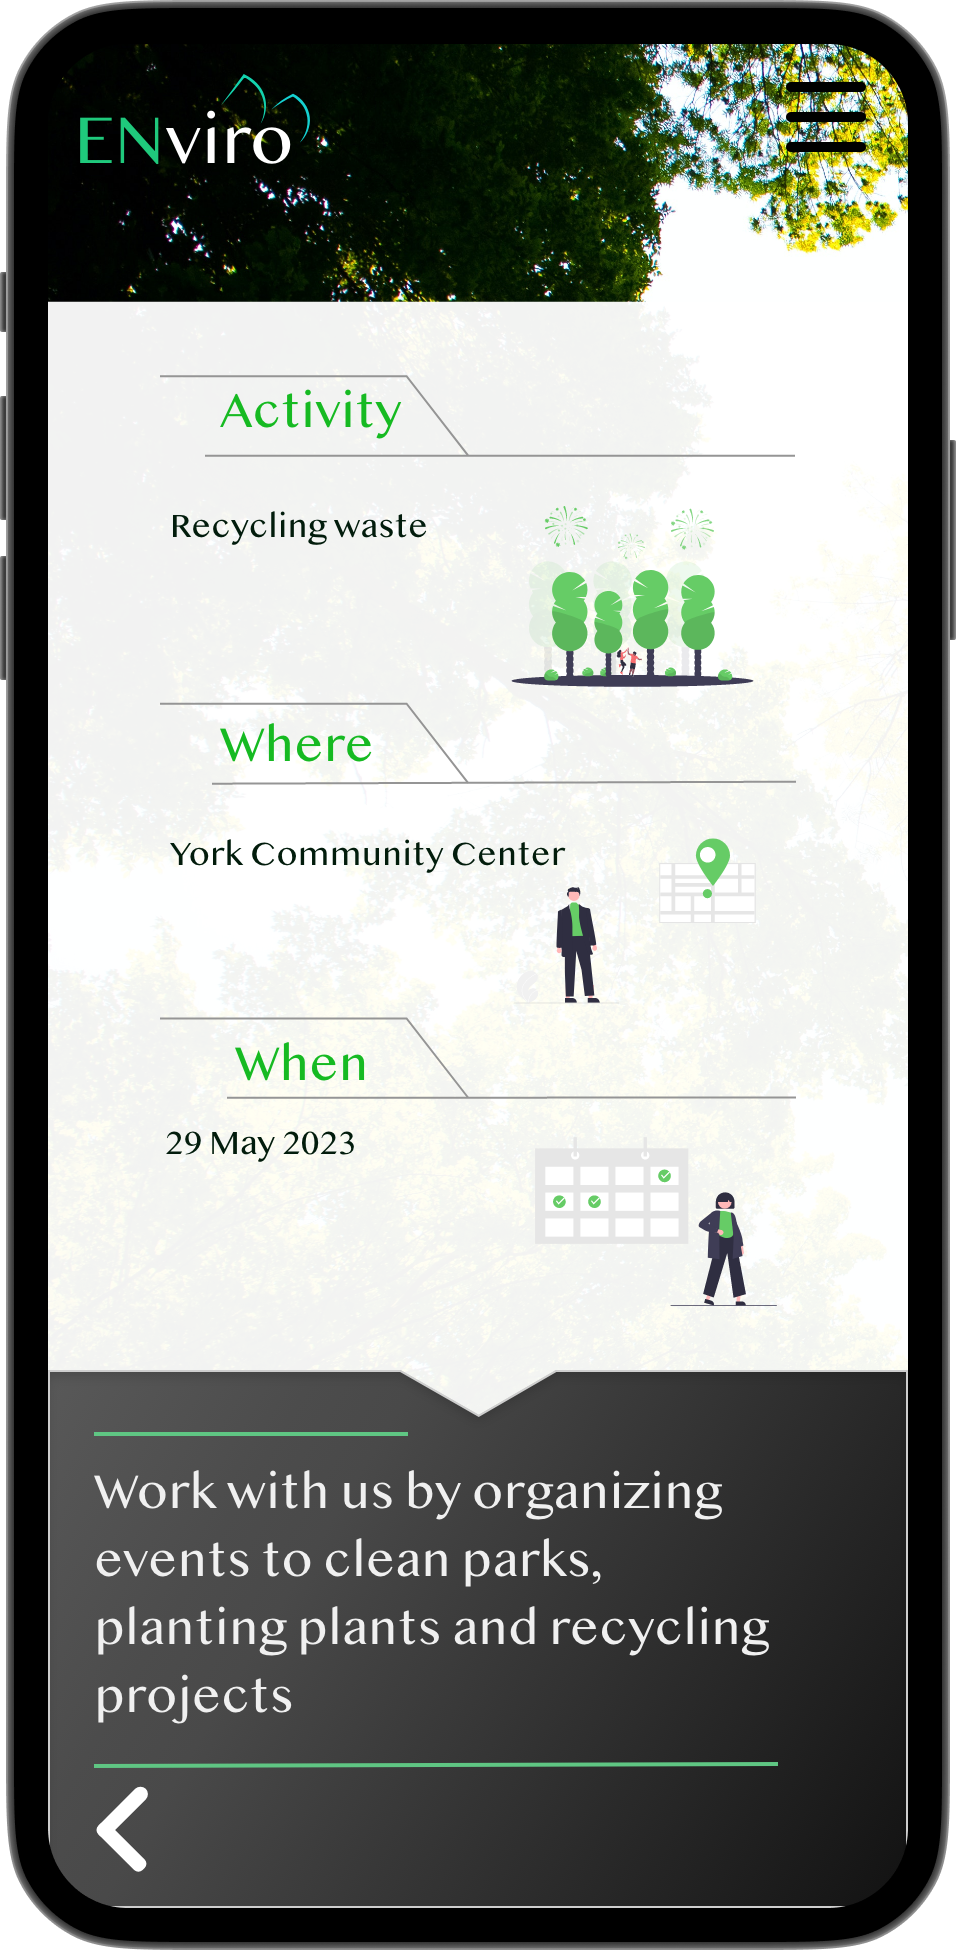 ENviro
Activity
Recycling waste
Where
York Community Center
When
29 May 2023
Work with us by organizing
events to clean parks,
planting plants and recycling
projects